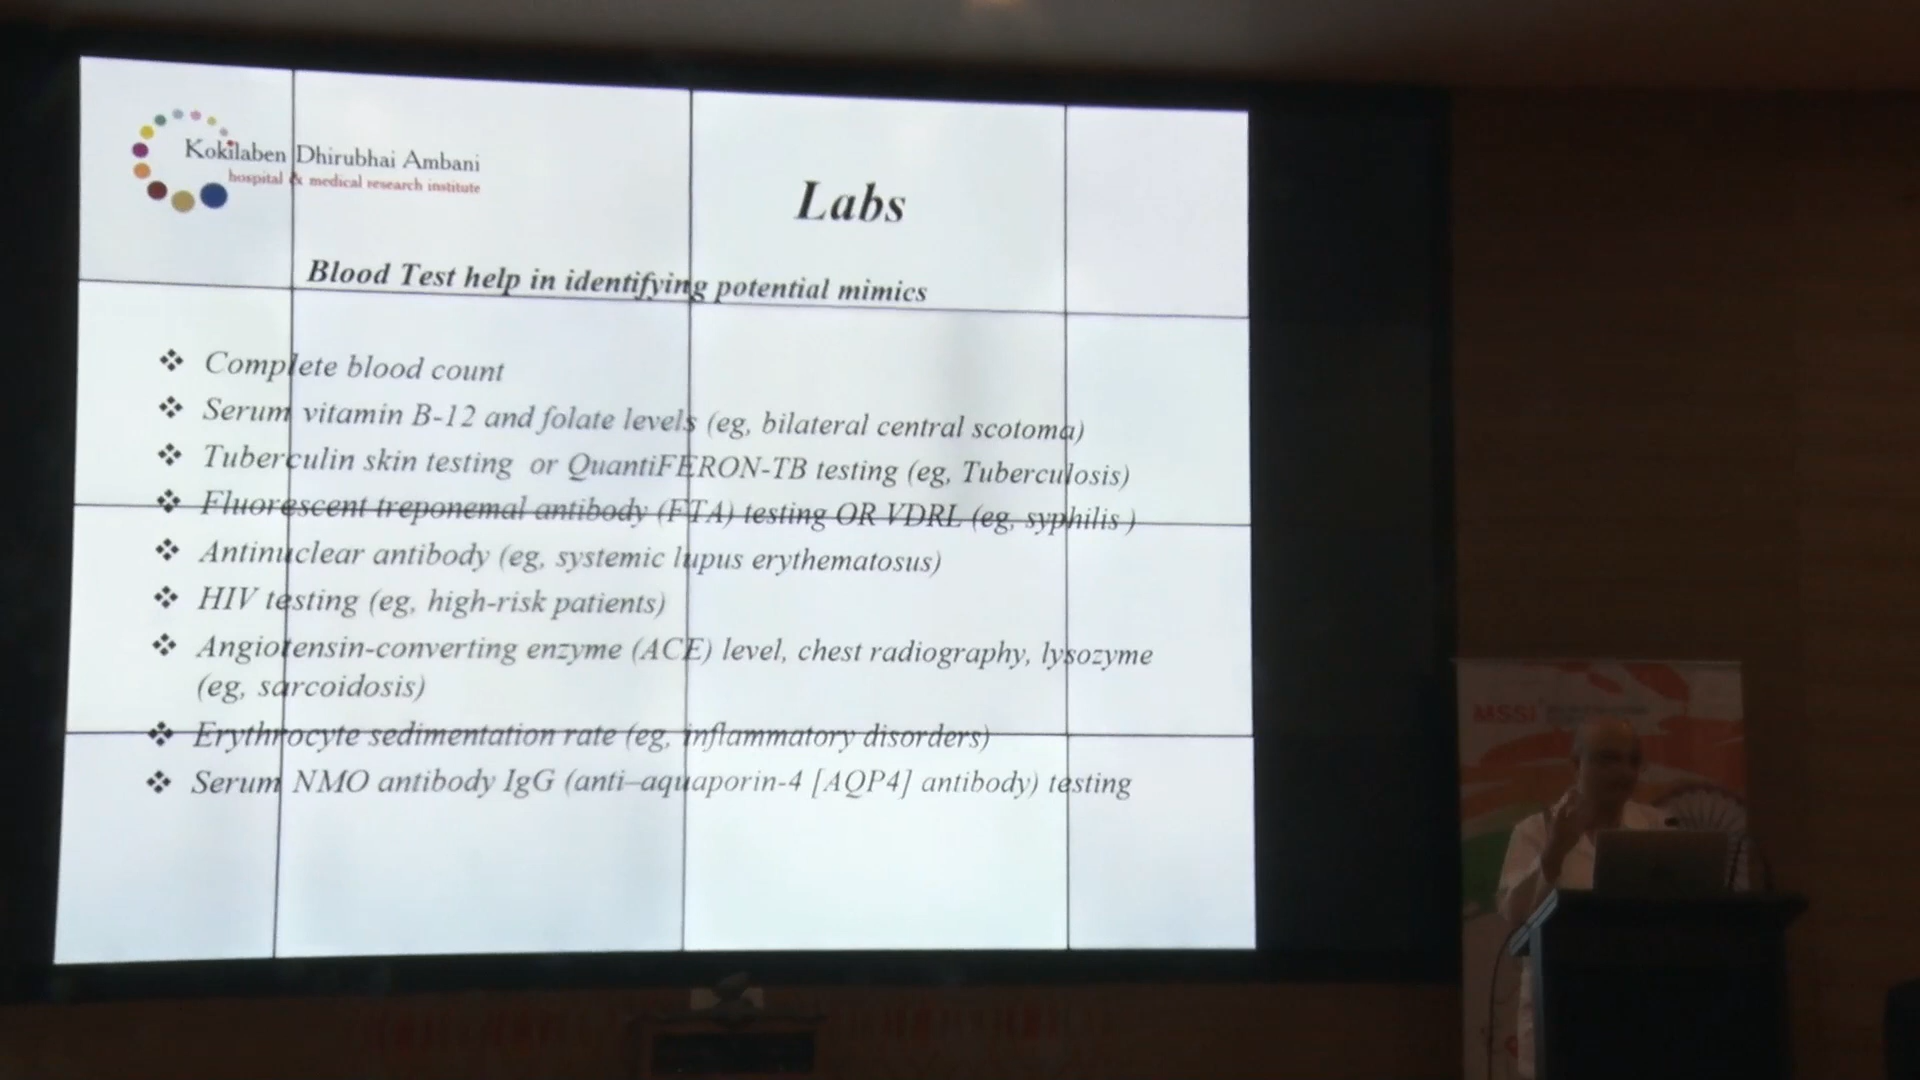 Kokilaben Dhirubhai Ambani
hospital & medical research institute
Labs
Blood Test help in identifying potential mimics
Complete blood count
Serum vitamin B-12 and folate levels (eg, bilateral central scotoma)
Tuberculin skin testing or QuantiFERON-TB testing (eg, Tuberculosis)
Fluorescent treponemal antibody (FTA) testing OR VDRL (eg, syphilis )
Antinuclear antibody (eg, systemic lupus erythematosus)
HIV testing (eg, high-risk patients)
Angiotensin-converting enzyme (ACE) level, chest radiography, lysozyme
(eg, sarcoidosis)
Erythrocyte sedimentation rate (eg, inflammatory disorders)
Serum NMO antibody IgG (anti–aquaporin-4 [AQP4] antibody) testing
MSSI